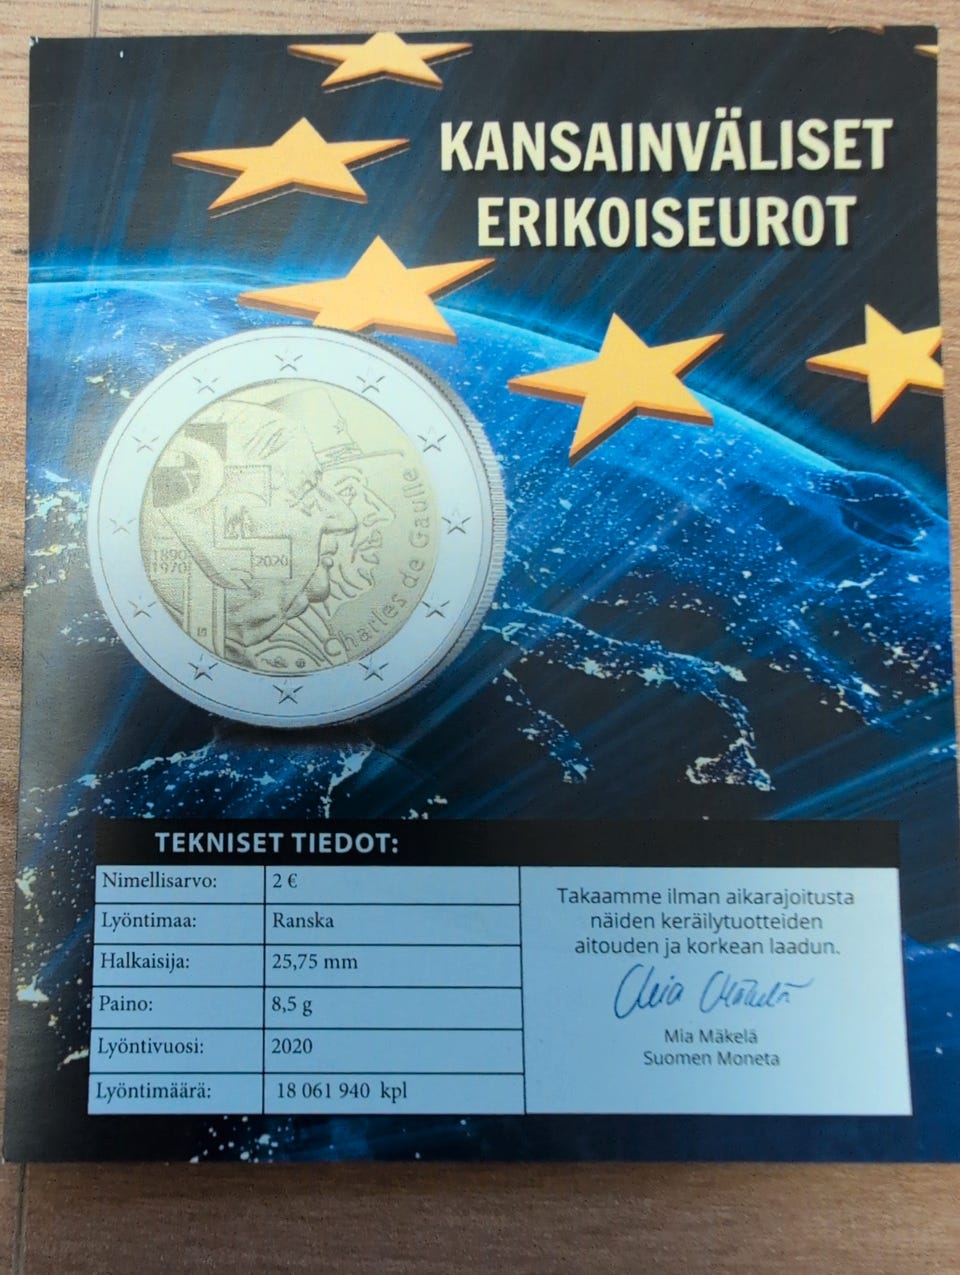 KANSAINVÄLISET
ERIKOISEUROT
1890
1970
2020
Charles de Gaulle
TEKNISET TIEDOT:
Nimellisarvo: 2 €
Lyöntimaa: Ranska
Halkaisija: 25,75 mm
Paino: 8,5 g
Lyöntivuosi: 2020
Lyöntimäärä: 18 061 940 kpl
Takaamme ilman aikarajoitusta
näiden keräilytuotteiden
aitouden ja korkean laadun.
Mia Mäkelä
Mia Mäkelä
Suomen Moneta